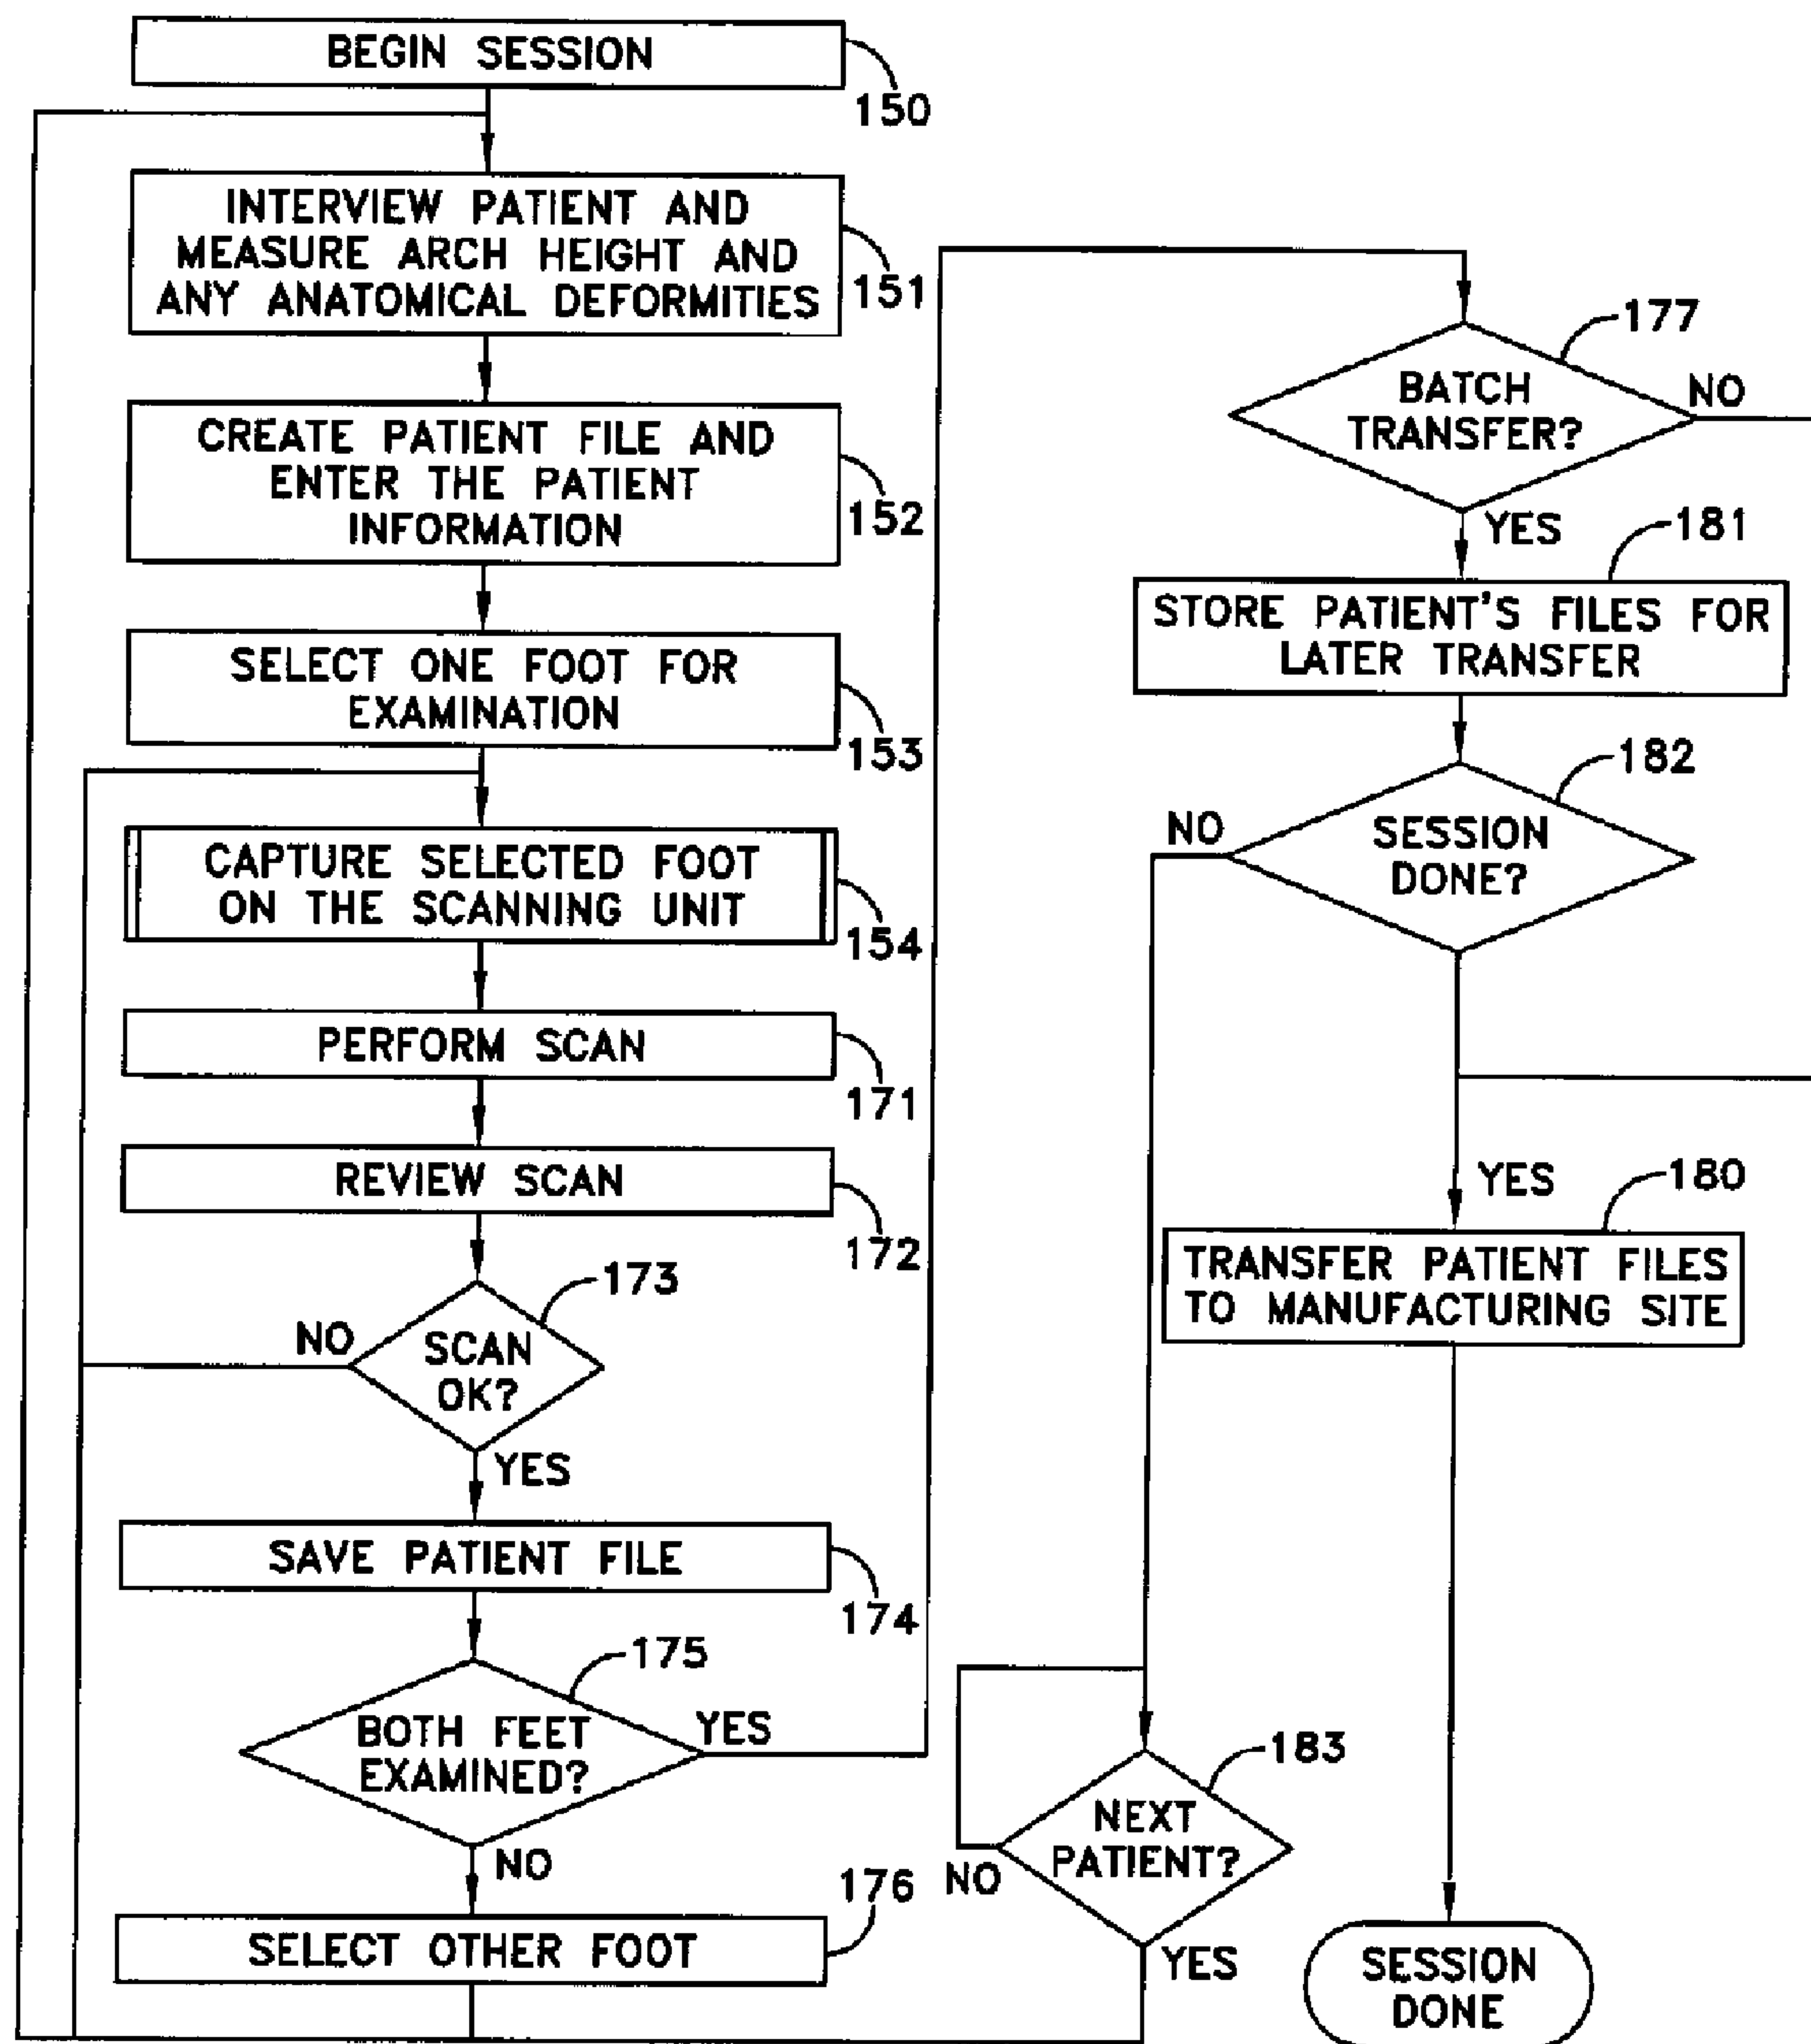 BEGIN SESSION
150
INTERVIEW PATIENT AND
MEASURE ARCH HEIGHT AND
ANY ANATOMICAL DEFORMITIES
151
CREATE PATIENT FILE AND
ENTER THE PATIENT
INFORMATION
152
SELECT ONE FOOT FOR
EXAMINATION
153
CAPTURE SELECTED FOOT
ON THE SCANNING UNIT
154
PERFORM SCAN
171
REVIEW SCAN
172
173
NO
SCAN
OK?
YES
SAVE PATIENT FILE
174
175
BOTH FEET
EXAMINED?
YES
NO
176
SELECT OTHER FOOT
177
BATCH
TRANSFER?
NO
YES
181
STORE PATIENT'S FILES FOR
LATER TRANSFER
182
NO
SESSION
DONE?
YES
180
TRANSFER PATIENT FILES
TO MANUFACTURING SITE
183
NEXT
PATIENT?
NO
YES
SESSION
DONE